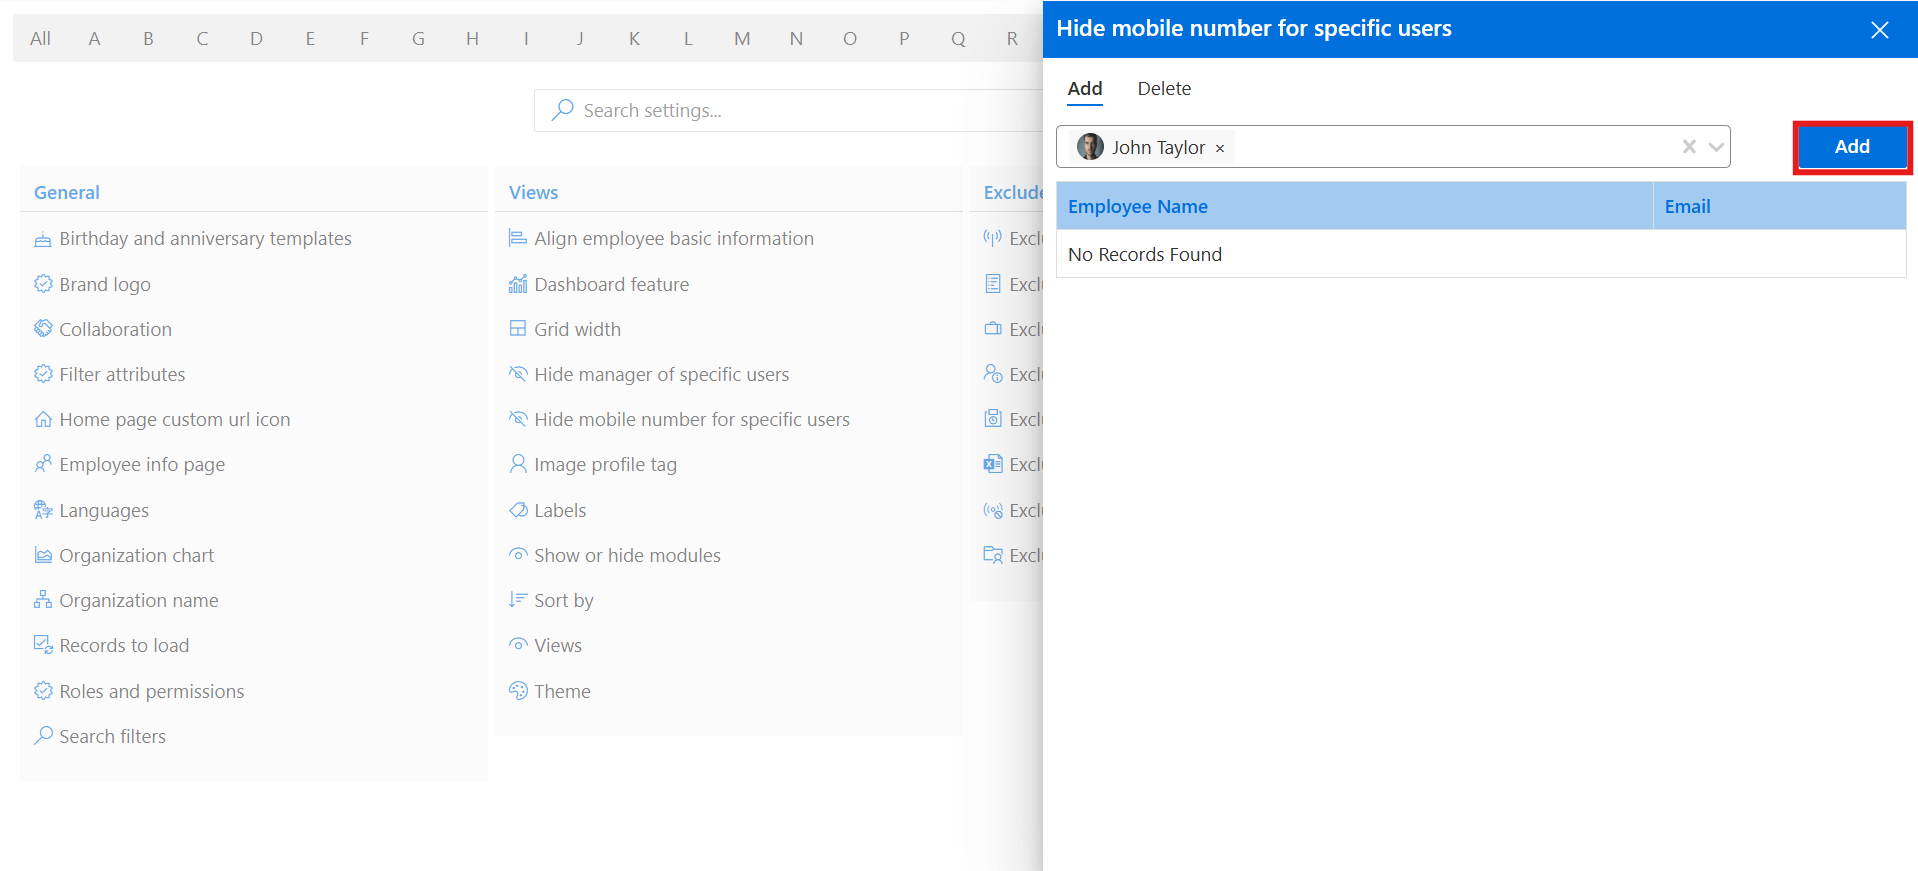 All A B C D E F G H I J K L M N O P Q R
Search settings...
General
Birthday and anniversary templates
Brand logo
Collaboration
Filter attributes
Home page custom url icon
Employee info page
Languages
Organization chart
Organization name
Records to load
Roles and permissions
Search filters
Views
Align employee basic information
Dashboard feature
Grid width
Hide manager of specific users
Hide mobile number for specific users
Image profile tag
Labels
Show or hide modules
Sort by
Views
Theme
Exclude
Excl
Excl
Excl
Excl
Excl
Excl
Excl
Excl
Hide mobile number for specific users
Add Delete
John Taylor × Add
Employee Name Email
No Records Found